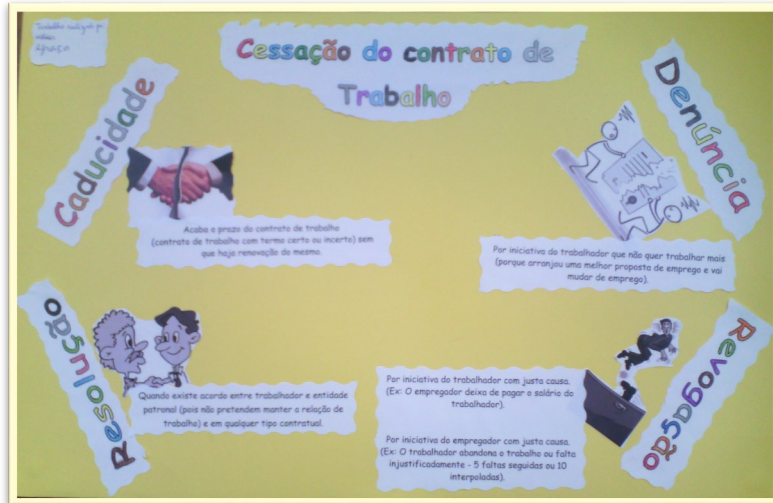 Trabalho realizado por
Cessação do contrato de
Trabalho
Caducidade
Denúncia
Acaba o prazo do contrato de trabalho
(contrato de trabalho com termo certo ou incerto) sem
que haja renovação do mesmo.
Por iniciativa do trabalhador que não quer trabalhar mais
(porque arranjou uma melhor proposta de emprego e vai
mudar de emprego).
Resolução
Revogação
Quando existe acordo entre trabalhador e entidade
patronal (pois não pretendem manter a relação de
trabalho) e em qualquer tipo contratual.
Por iniciativa do trabalhador com justa causa.
(Ex: O empregador deixa de pagar o salário do
trabalhador).
Por iniciativa do empregador com justa causa.
(Ex: O trabalhador abandona o trabalho ou falta
injustificadamente - 5 faltas seguidas ou 10
interpoladas).